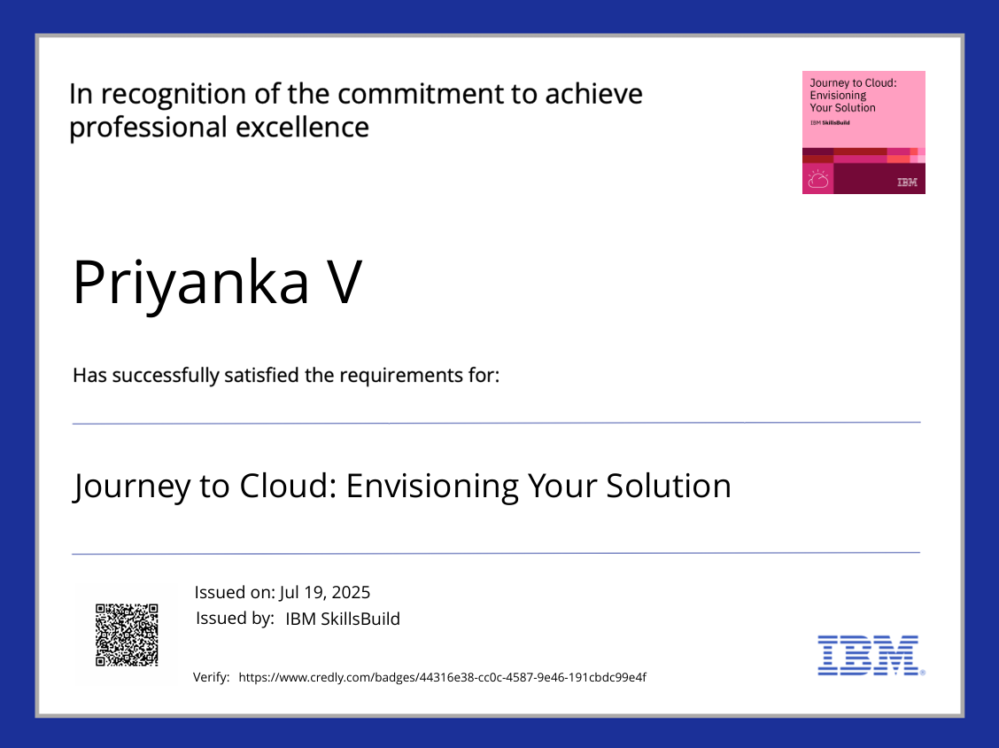 In recognition of the commitment to achieve
professional excellence
Journey to Cloud:
Envisioning
Your Solution
IBM SkillsBuild
IBM
Priyanka V
Has successfully satisfied the requirements for:
Journey to Cloud: Envisioning Your Solution
Issued on: Jul 19, 2025
Issued by: IBM SkillsBuild
IBM®
Verify: https://www.credly.com/badges/44316e38-cc0c-4587-9e46-191cbdc99e4f